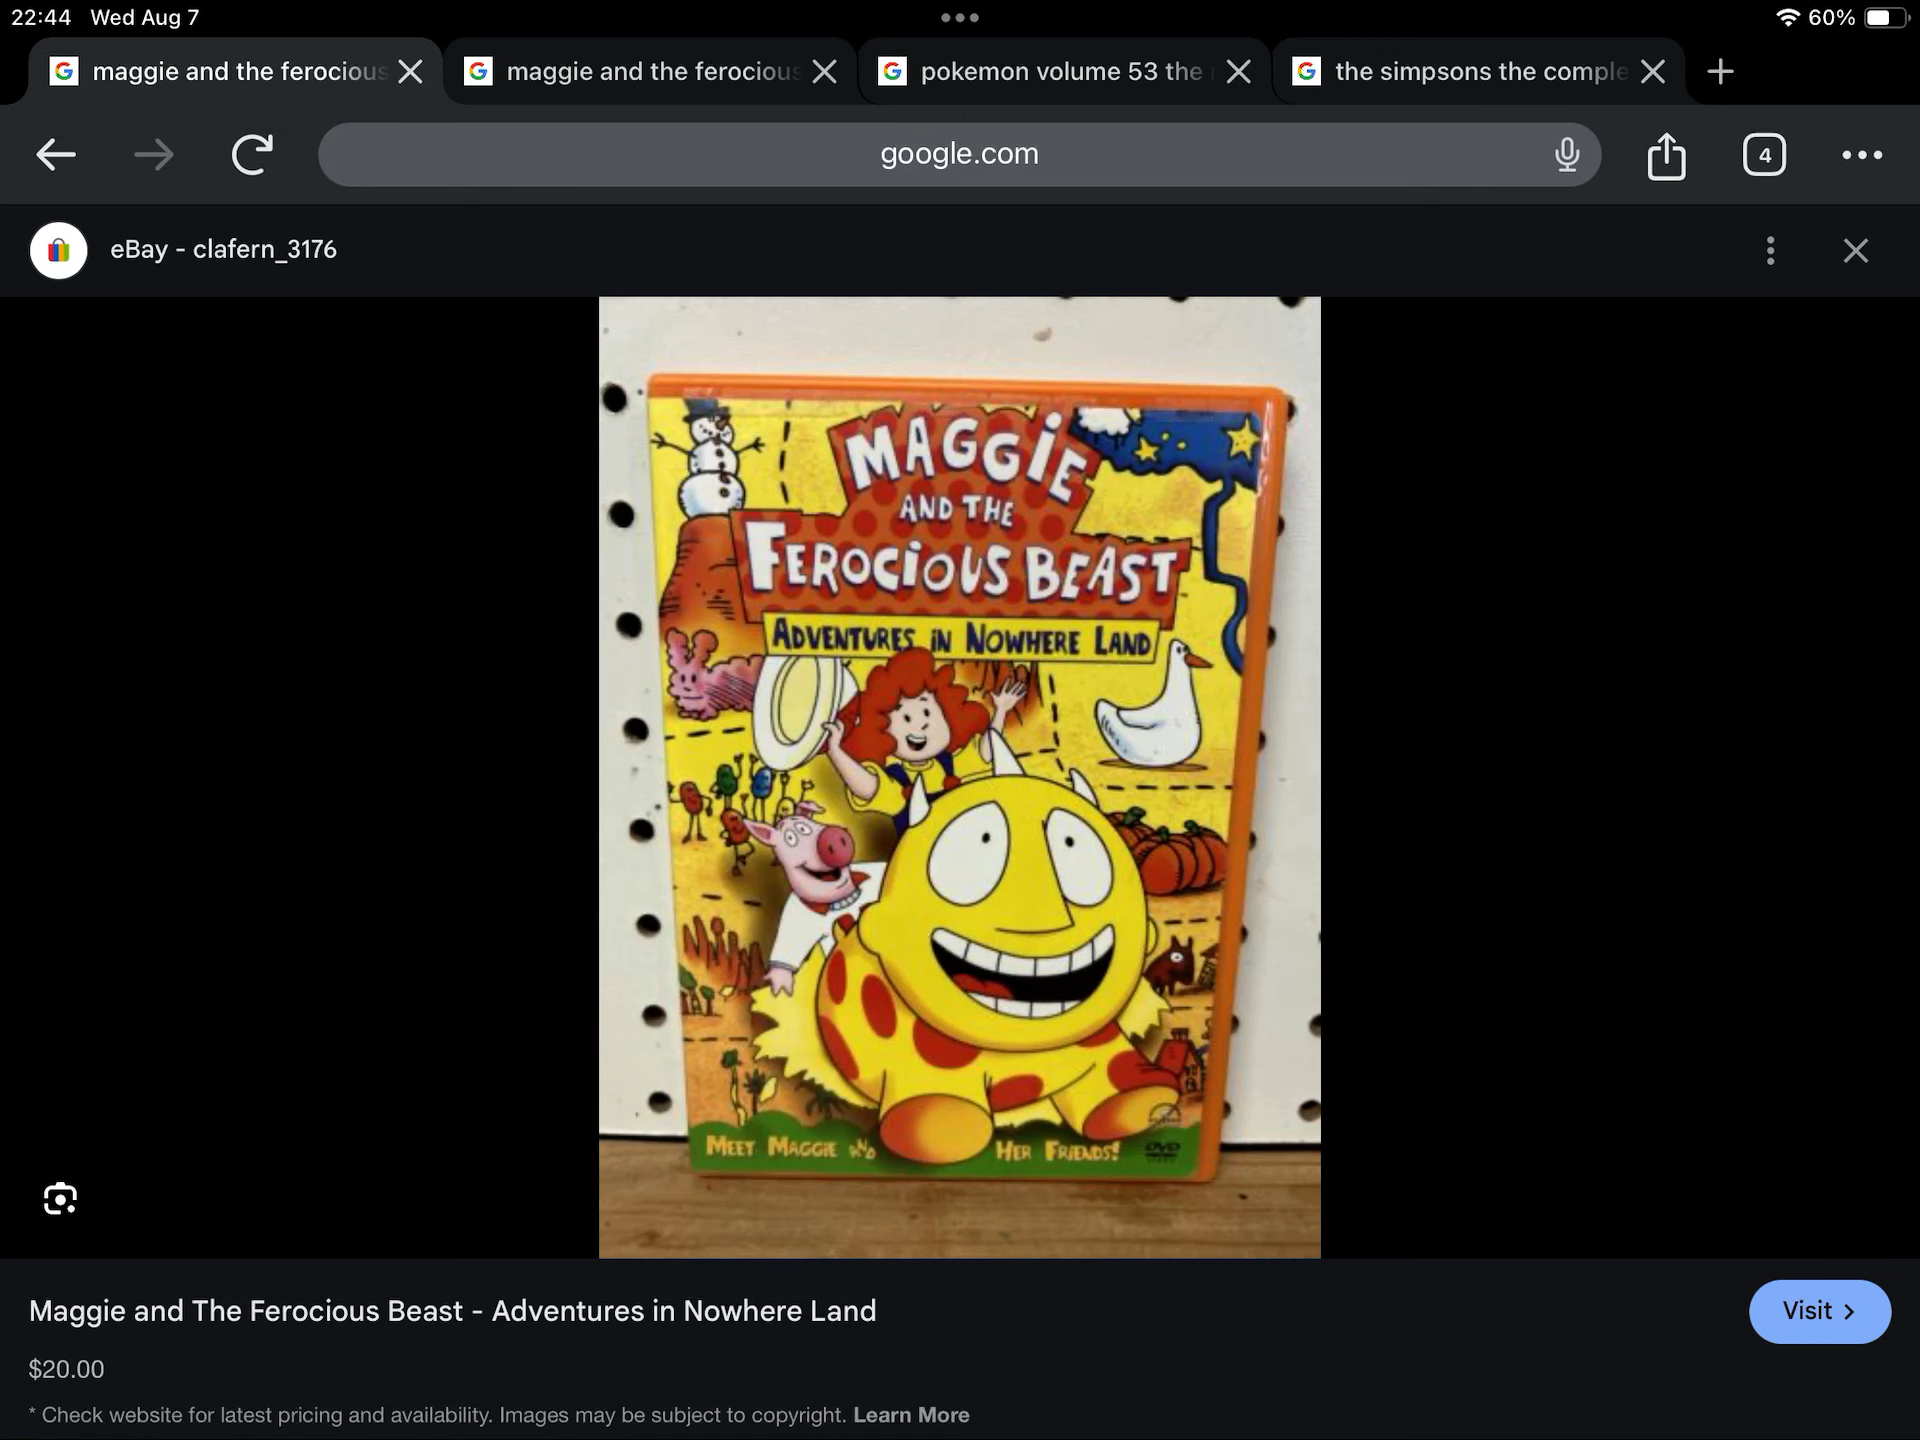 22:44 Wed Aug 7
60%
maggie and the ferocious
maggie and the ferocious
pokemon volume 53 the
the simpsons the comple
google.com
4
eBay - clafern_3176
MAGGiE
AND THE
FEROCiOUS BEAST
ADVENTURES iN NOWHERE LAND
MEET MAGGiE AND HER FRiENDS!
DVD
Maggie and The Ferocious Beast - Adventures in Nowhere Land
Visit
$20.00
* Check website for latest pricing and availability. Images may be subject to copyright. Learn More